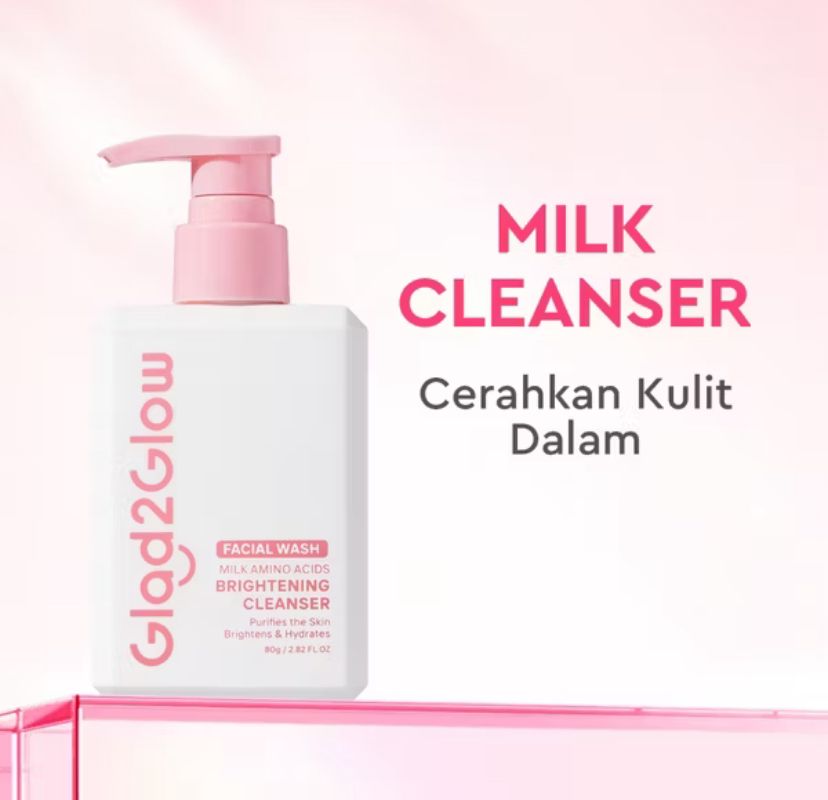 Glad2Glow
FACIAL WASH
MILK AMINO ACIDS
BRIGHTENING
CLEANSER
Purifies the Skin
Brightens & Hydrates
80g / 2.82 FL OZ
MILK
CLEANSER
Cerahkan Kulit
Dalam